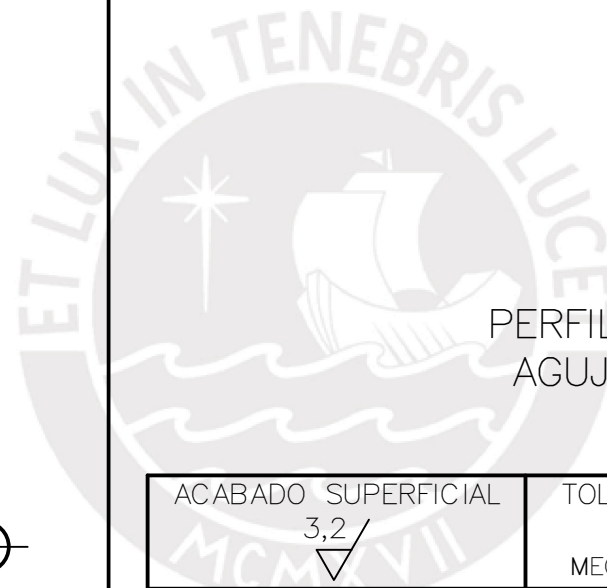 ET LUX IN TENEBRIS LUCET
MCMXVII
PERFIL
AGUJ
ACABADO SUPERFICIAL
3,2
TOL
MEC